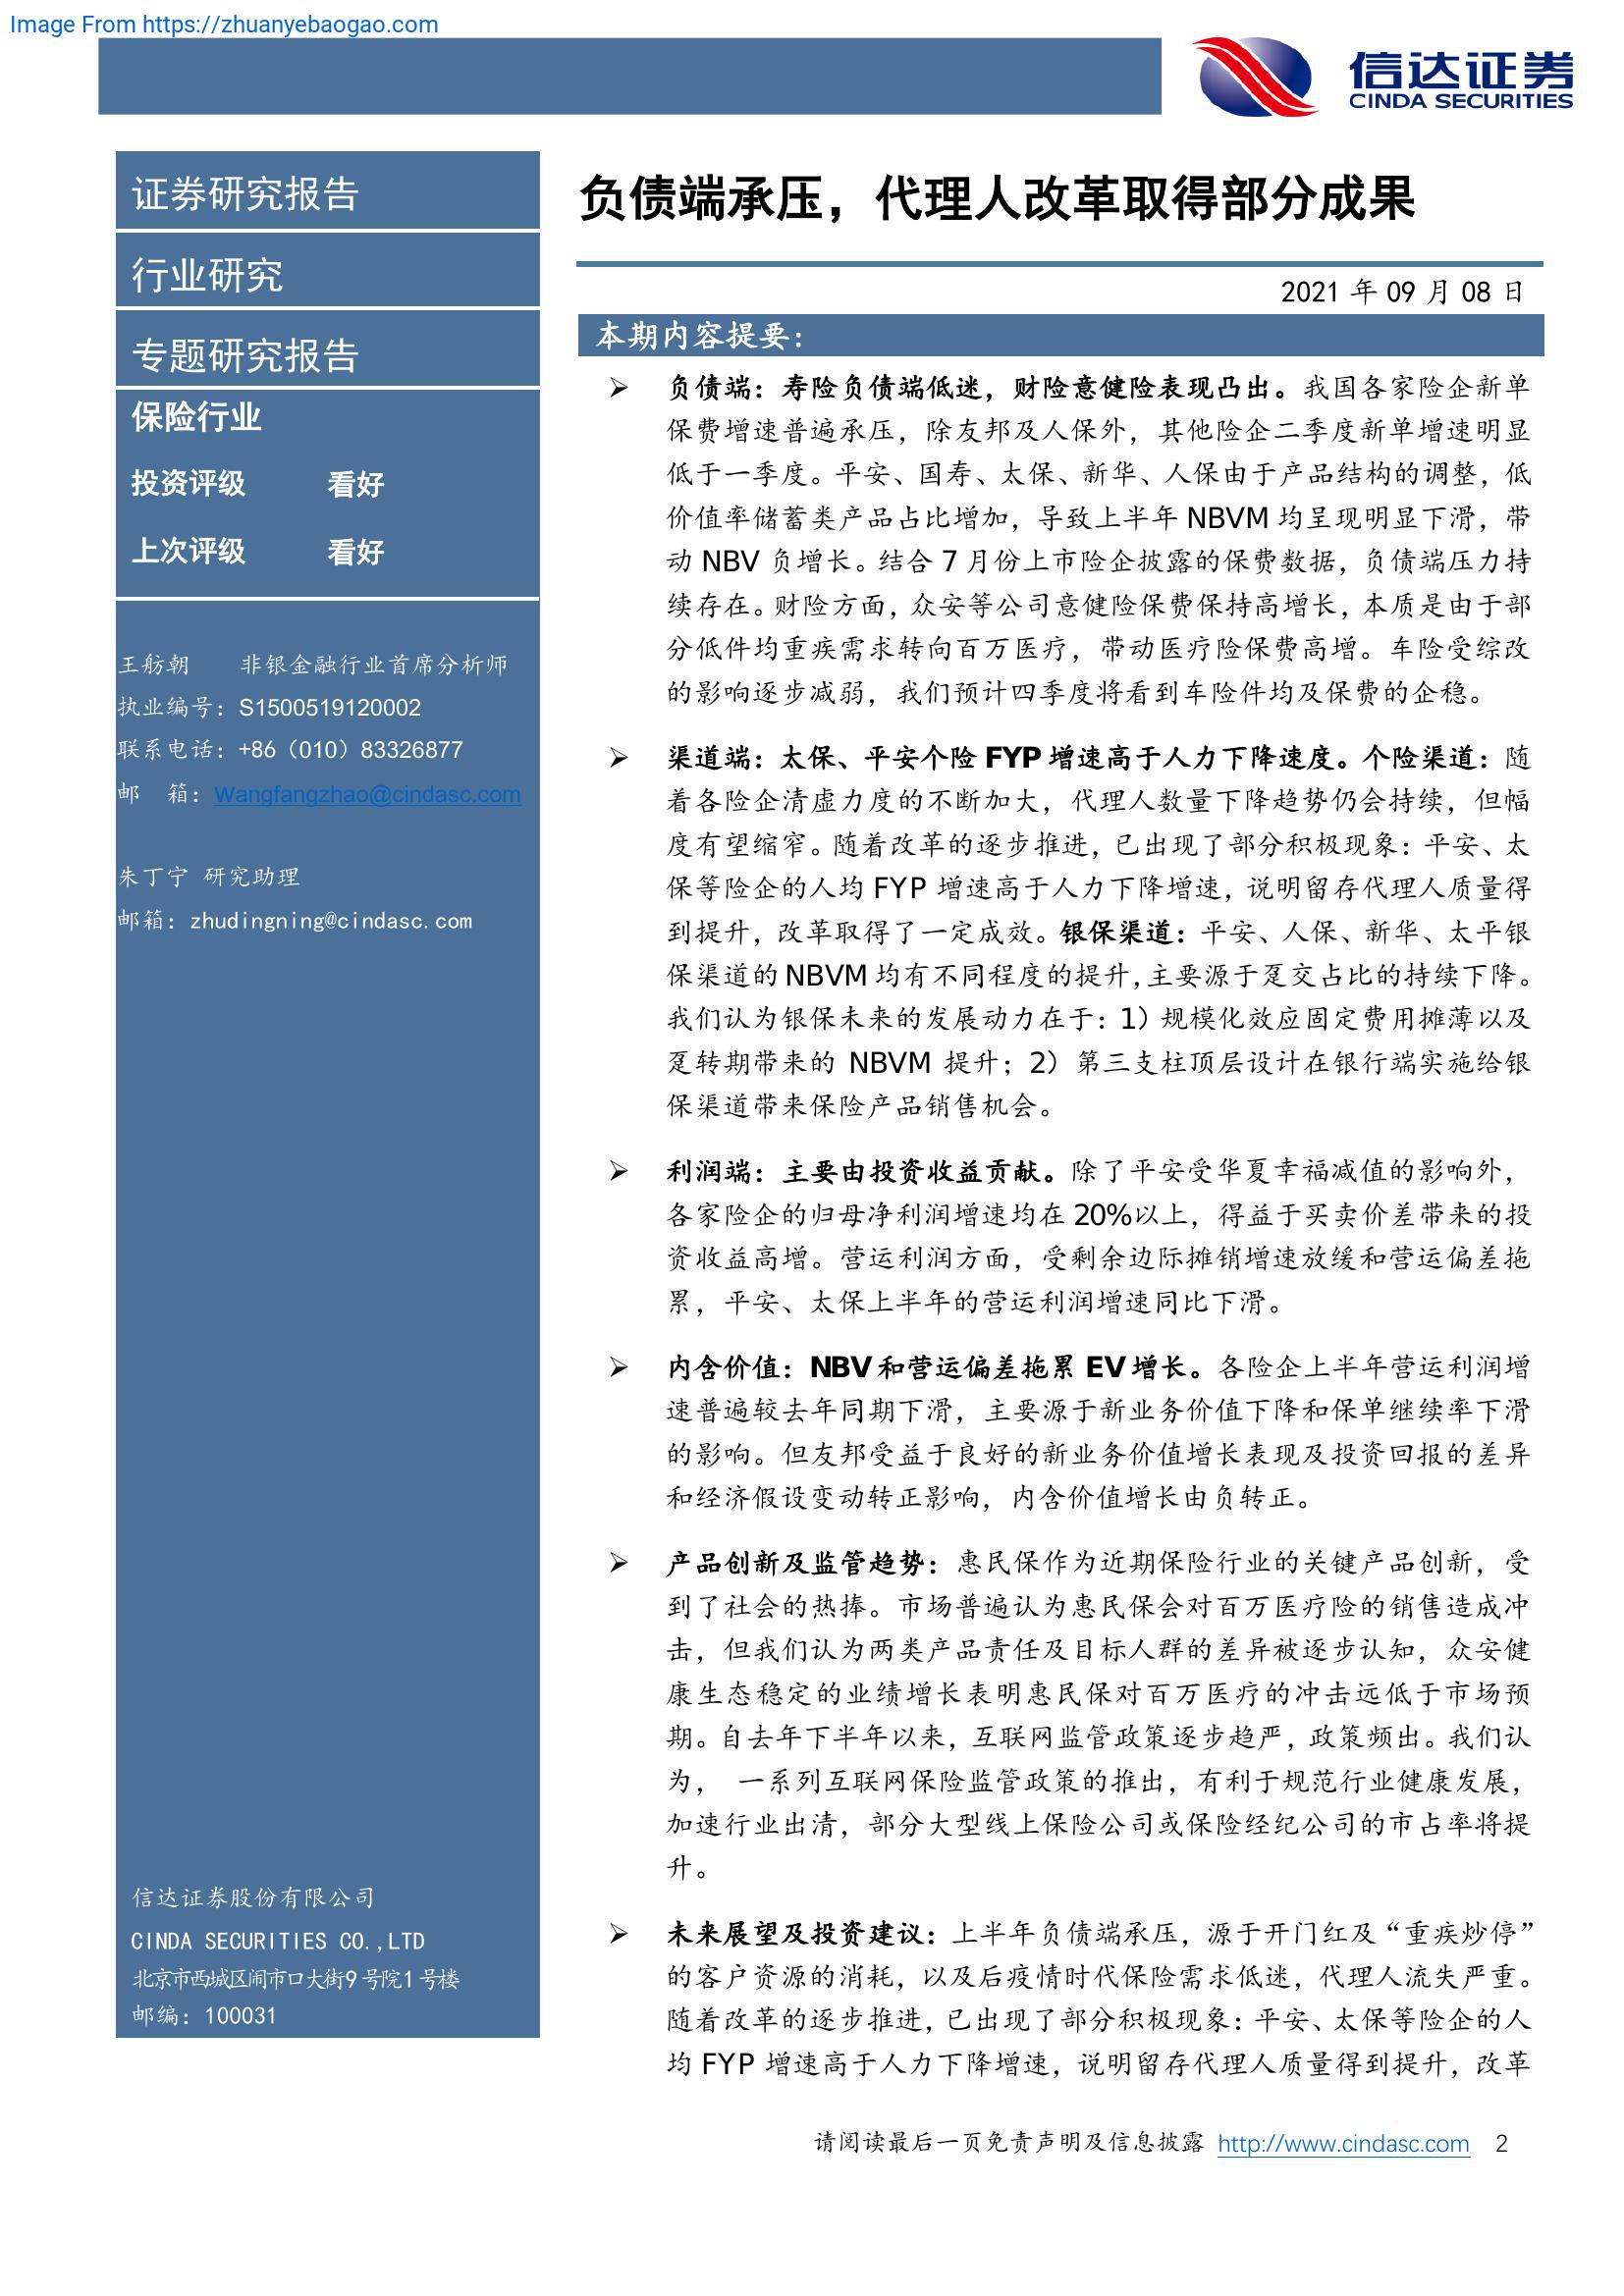 Image From https://zhuanyebaogao.com
信达证券
CINDA SECURITIES
证券研究报告
行业研究
专题研究报告
保险行业
投资评级 看好
上次评级 看好
王舫朝 非银金融行业首席分析师
执业编号：S1500519120002
联系电话：+86（010）83326877
邮 箱：wangfangzhao@cindasc.com
朱丁宁 研究助理
邮箱：zhudingning@cindasc.com
信达证券股份有限公司
CINDA SECURITIES CO.,LTD
北京市西城区闹市口大街9号院1号楼
邮编：100031
负债端承压，代理人改革取得部分成果
2021 年 09 月 08 日
本期内容提要：
➢ 负债端：寿险负债端低迷，财险意健险表现凸出。我国各家险企新单
保费增速普遍承压，除友邦及人保外，其他险企二季度新单增速明显
低于一季度。平安、国寿、太保、新华、人保由于产品结构的调整，低
价值率储蓄类产品占比增加，导致上半年 NBVM 均呈现明显下滑，带
动 NBV 负增长。结合 7 月份上市险企披露的保费数据，负债端压力持
续存在。财险方面，众安等公司意健险保费保持高增长，本质是由于部
分低件均重疾需求转向百万医疗，带动医疗险保费高增。车险受综改
的影响逐步减弱，我们预计四季度将看到车险件均及保费的企稳。
➢ 渠道端：太保、平安个险 FYP 增速高于人力下降速度。个险渠道：随
着各险企清虚力度的不断加大，代理人数量下降趋势仍会持续，但幅
度有望缩窄。随着改革的逐步推进，已出现了部分积极现象：平安、太
保等险企的人均 FYP 增速高于人力下降增速，说明留存代理人质量得
到提升，改革取得了一定成效。银保渠道：平安、人保、新华、太平银
保渠道的 NBVM 均有不同程度的提升，主要源于趸交占比的持续下降。
我们认为银保未来的发展动力在于：1）规模化效应固定费用摊薄以及
趸转期带来的 NBVM 提升；2）第三支柱顶层设计在银行端实施给银
保渠道带来保险产品销售机会。
➢ 利润端：主要由投资收益贡献。除了平安受华夏幸福减值的影响外，
各家险企的归母净利润增速均在 20%以上，得益于买卖价差带来的投
资收益高增。营运利润方面，受剩余边际摊销增速放缓和营运偏差拖
累，平安、太保上半年的营运利润增速同比下滑。
➢ 内含价值：NBV 和营运偏差拖累 EV 增长。各险企上半年营运利润增
速普遍较去年同期下滑，主要源于新业务价值下降和保单继续率下滑
的影响。但友邦受益于良好的新业务价值增长表现及投资回报的差异
和经济假设变动转正影响，内含价值增长由负转正。
➢ 产品创新及监管趋势：惠民保作为近期保险行业的关键产品创新，受
到了社会的热捧。市场普遍认为惠民保会对百万医疗险的销售造成冲
击，但我们认为两类产品责任及目标人群的差异被逐步认知，众安健
康生态稳定的业绩增长表明惠民保对百万医疗的冲击远低于市场预
期。自去年下半年以来，互联网监管政策逐步趋严，政策频出。我们认
为， 一系列互联网保险监管政策的推出，有利于规范行业健康发展，
加速行业出清，部分大型线上保险公司或保险经纪公司的市占率将提
升。
➢ 未来展望及投资建议：上半年负债端承压，源于开门红及“重疾炒停”
的客户资源的消耗，以及后疫情时代保险需求低迷，代理人流失严重。
随着改革的逐步推进，已出现了部分积极现象：平安、太保等险企的人
均 FYP 增速高于人力下降增速，说明留存代理人质量得到提升，改革
请阅读最后一页免责声明及信息披露 http://www.cindasc.com 2